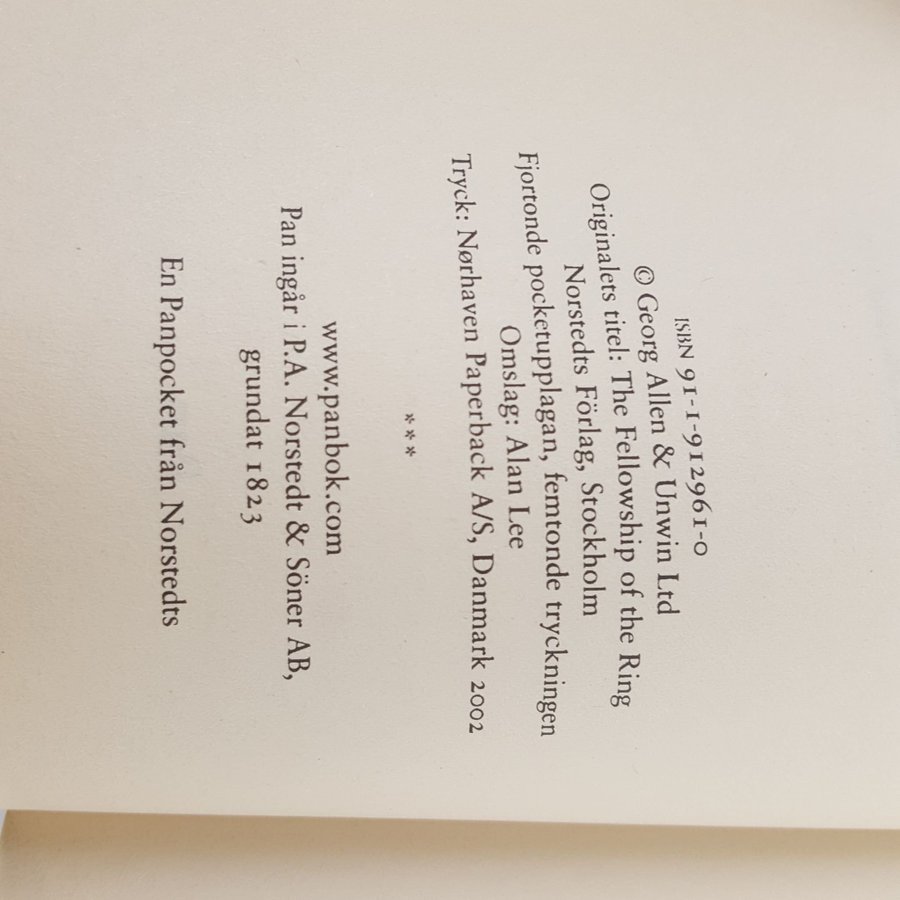 ISBN 91-1-912961-0
© Georg Allen & Unwin Ltd
Originalets titel: The Fellowship of the Ring
Norstedts Förlag, Stockholm
Fjortonde pocketupplagan, femtonde tryckningen
Omslag: Alan Lee
Tryck: Nørhaven Paperback A/S, Danmark 2002
***
www.panbok.com
Pan ingår i P.A. Norstedt & Söner AB,
grundat 1823
En Panpocket från Norstedts